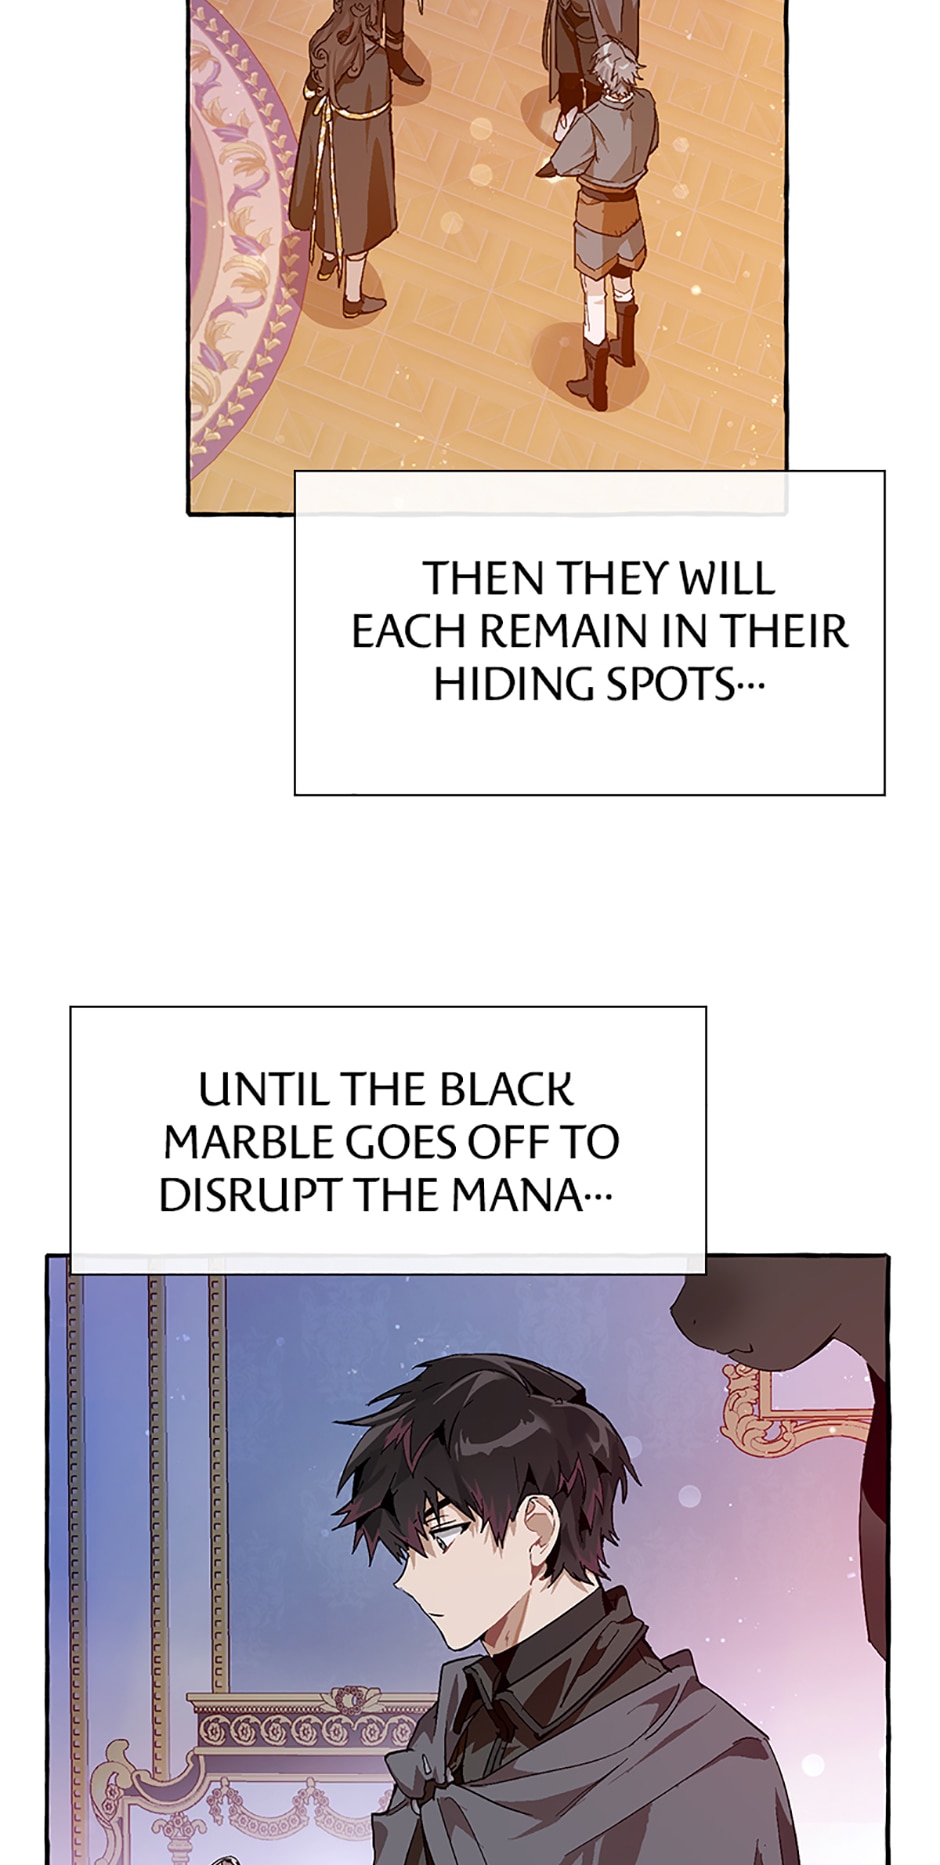 THEN THEY WILL
EACH REMAIN IN THEIR
HIDING SPOTS...
UNTIL THE BLACK
MARBLE GOES OFF TO
DISRUPT THE MANA...